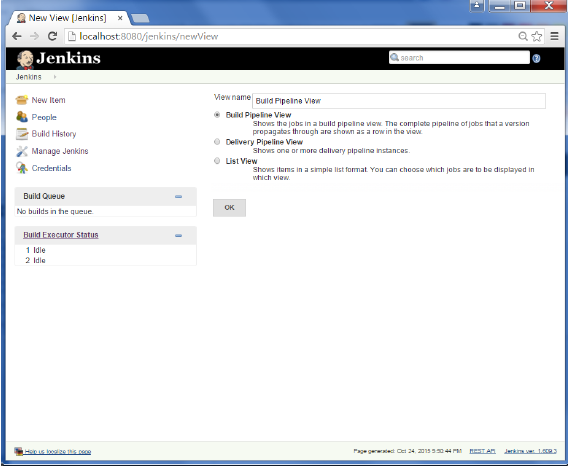 New View [Jenkins]
localhost:8080/jenkins/newView
Jenkins
search
Jenkins
New Item
People
Build History
Manage Jenkins
Credentials
Build Queue
No builds in the queue.
Build Executor Status
1 Idle
2 Idle
View name Build Pipeline View
Build Pipeline View
Shows the jobs in a build pipeline view. The complete pipeline of jobs that a version
propagates through are shown as a row in the view.
Delivery Pipeline View
Shows one or more delivery pipeline instances.
List View
Shows items in a simple list format. You can choose which jobs are to be displayed in
which view.
OK
Help us localize this page
Page generated: Oct 24, 2015 5:50:44 PM REST API Jenkins ver. 1.609.3